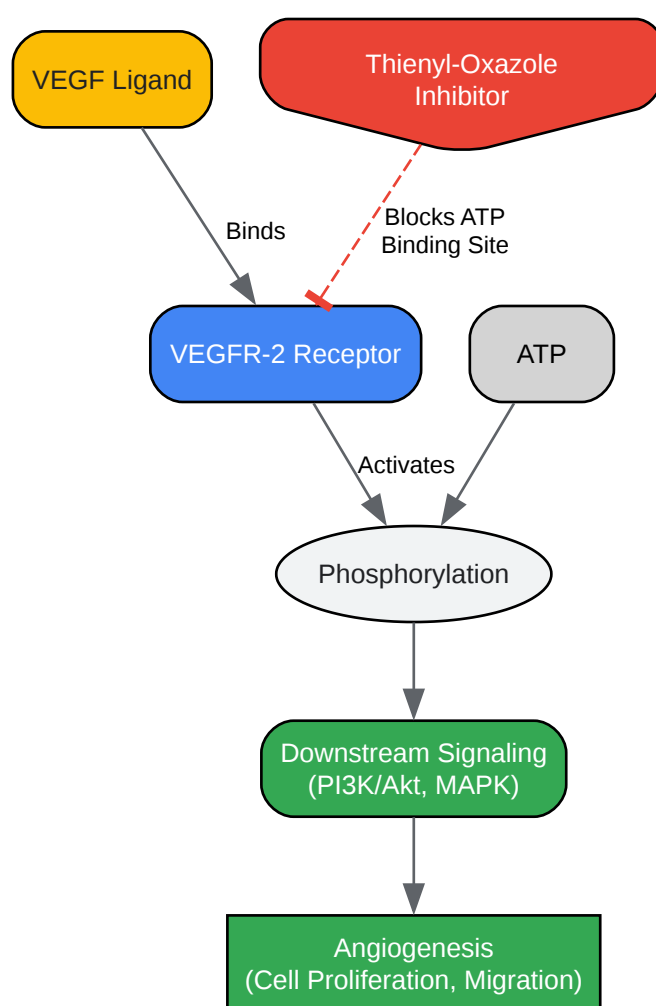 VEGF Ligand
Thienyl-Oxazole
Inhibitor
Binds
Blocks ATP
Binding Site
VEGFR-2 Receptor
ATP
Activates
Phosphorylation
Downstream Signaling
(PI3K/Akt, MAPK)
Angiogenesis
(Cell Proliferation, Migration)